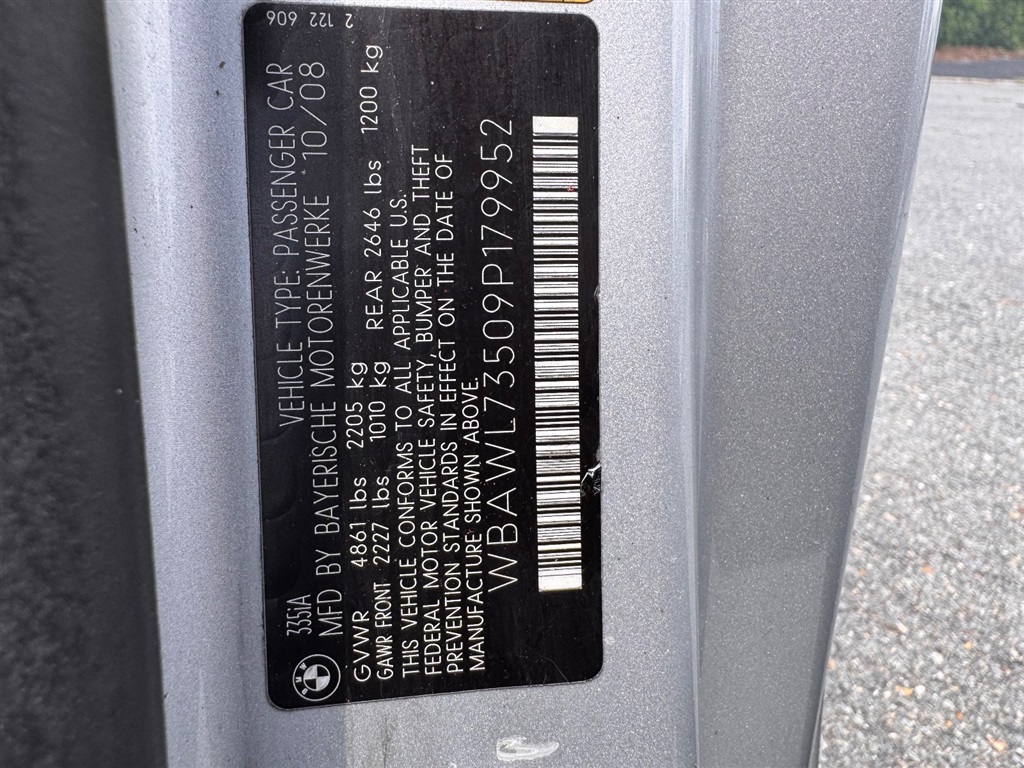 2 122 606
335iA VEHICLE TYPE: PASSENGER CAR
MFD BY BAYERISCHE MOTORENWERKE 10/08
GVWR 4861 lbs 2205 kg
GAWR FRONT 2227 lbs 1010 kg REAR 2646 lbs 1200 kg
THIS VEHICLE CONFORMS TO ALL APPLICABLE U.S.
FEDERAL MOTOR VEHICLE SAFETY, BUMPER AND THEFT
PREVENTION STANDARDS IN EFFECT ON THE DATE OF
MANUFACTURE SHOWN ABOVE.
WBAWL73509P179952